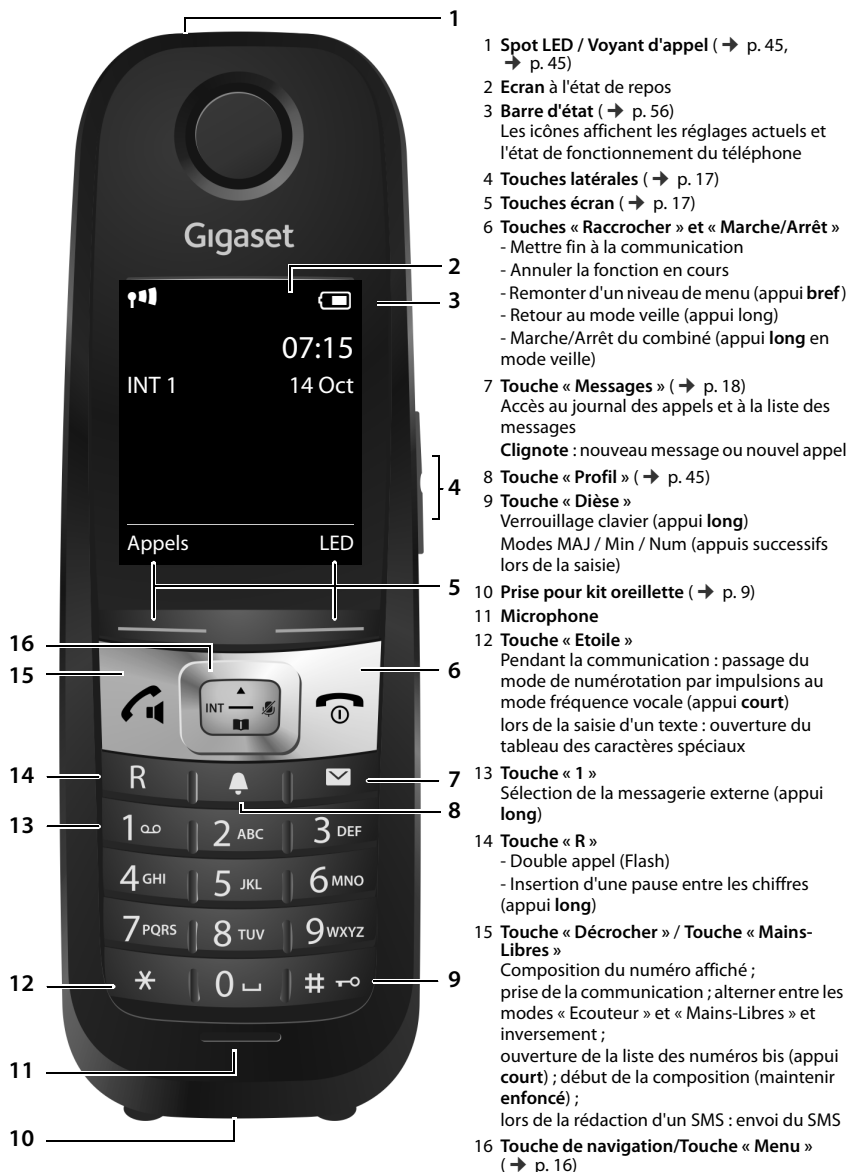 1
Gigaset
2
3
07:15
INT 1 14 Oct
4
Appels LED
5
16
15
6
INT
14
R
7
8
13
1 2 ABC 3 DEF
4 GHI 5 JKL 6 MNO
7 PQRS 8 TUV 9 WXYZ
12
* 0 #
9
11
10
1 Spot LED / Voyant d'appel ( ➔ p. 45,
➔ p. 45)
2 Ecran à l'état de repos
3 Barre d'état ( ➔ p. 56)
Les icônes affichent les réglages actuels et
l'état de fonctionnement du téléphone
4 Touches latérales ( ➔ p. 17)
5 Touches écran ( ➔ p. 17)
6 Touches « Raccrocher » et « Marche/Arrêt »
- Mettre fin à la communication
- Annuler la fonction en cours
- Remonter d'un niveau de menu (appui bref)
- Retour au mode veille (appui long)
- Marche/Arrêt du combiné (appui long en
mode veille)
7 Touche « Messages » ( ➔ p. 18)
Accès au journal des appels et à la liste des
messages
Clignote : nouveau message ou nouvel appel
8 Touche « Profil » ( ➔ p. 45)
9 Touche « Dièse »
Verrouillage clavier (appui long)
Modes MAJ / Min / Num (appuis successifs
lors de la saisie)
10 Prise pour kit oreillette ( ➔ p. 9)
11 Microphone
12 Touche « Etoile »
Pendant la communication : passage du
mode de numérotation par impulsions au
mode fréquence vocale (appui court)
lors de la saisie d'un texte : ouverture du
tableau des caractères spéciaux
13 Touche « 1 »
Sélection de la messagerie externe (appui
long)
14 Touche « R »
- Double appel (Flash)
- Insertion d'une pause entre les chiffres
(appui long)
15 Touche « Décrocher » / Touche « Mains-
Libres »
Composition du numéro affiché ;
prise de la communication ; alterner entre les
modes « Ecouteur » et « Mains-Libres » et
inversement ;
ouverture de la liste des numéros bis (appui
court) ; début de la composition (maintenir
enfoncé) ;
lors de la rédaction d'un SMS : envoi du SMS
16 Touche de navigation/Touche « Menu »
( ➔ p. 16)